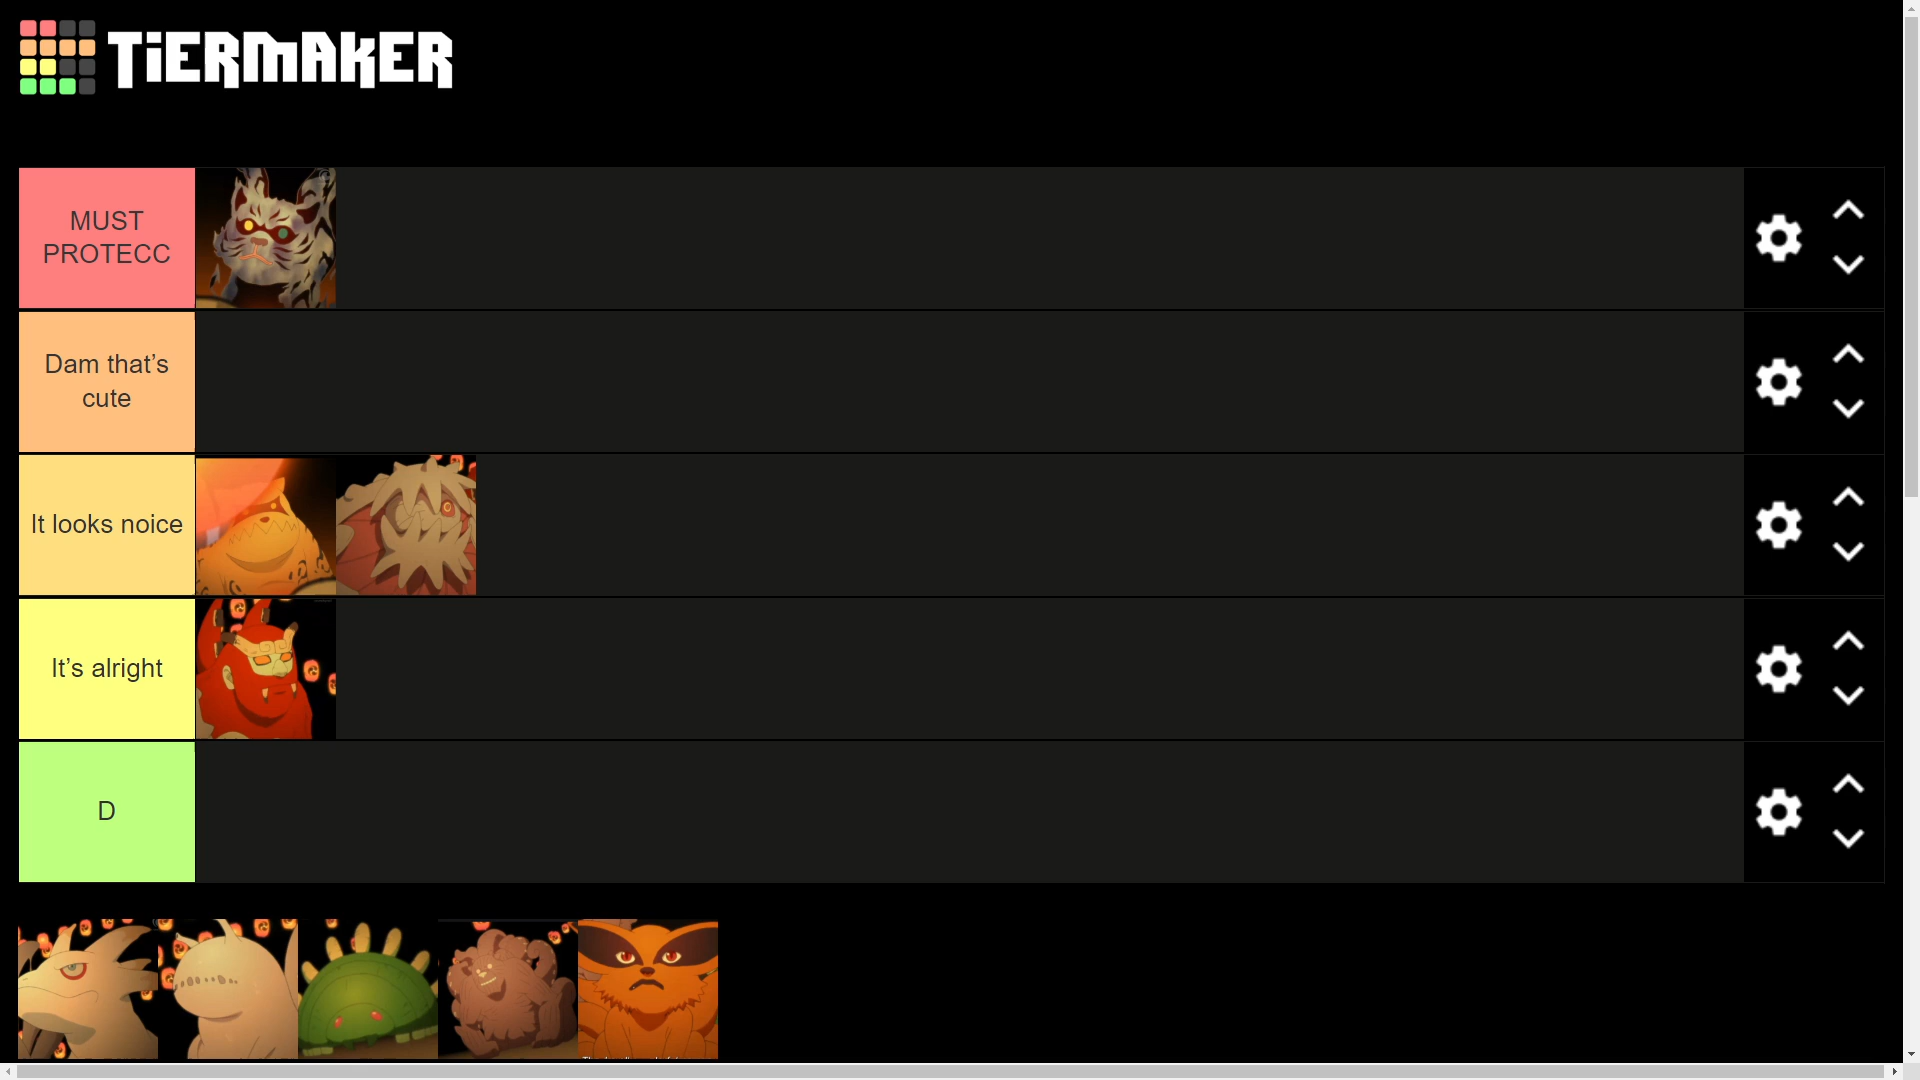 TiERMAKER
MUST
PROTECC
Dam that’s
cute
It looks noice
It’s alright
D